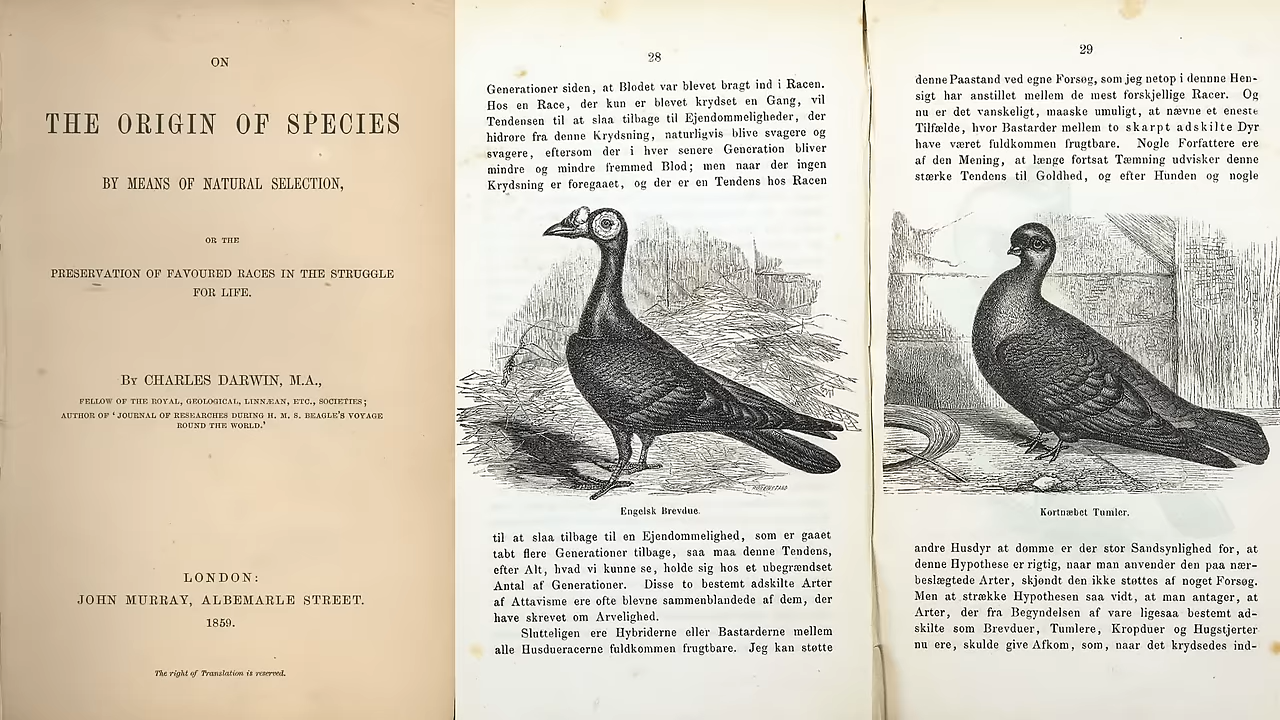 ON
THE ORIGIN OF SPECIES
BY MEANS OF NATURAL SELECTION,
OR THE
PRESERVATION OF FAVOURED RACES IN THE STRUGGLE
FOR LIFE.
BY CHARLES DARWIN, M.A.,
FELLOW OF THE ROYAL, GEOLOGICAL, LINNÆAN, ETC., SOCIETIES;
AUTHOR OF ‘JOURNAL OF RESEARCHES DURING H. M. S. BEAGLE'S VOYAGE
ROUND THE WORLD.’
LONDON:
JOHN MURRAY, ALBEMARLE STREET.
1859.
The right of Translation is reserved.
28
Generationer siden, at Blodet var blevet bragt ind i Racen.
Hos en Race, der kun er blevet krydset en Gang, vil
Tendensen til at slaa tilbage til Ejendommeligheder, der
hidrøre fra denne Krydsning, naturligvis blive svagere og
svagere, eftersom der i hver senere Generation bliver
mindre og mindre fremmed Blod; men naar der ingen
Krydsning er foregaaet, og der er en Tendens hos Racen
Engelsk Brevdue.
til at slaa tilbage til en Ejendommelighed, som er gaaet
tabt flere Generationer tilbage, saa maa denne Tendens,
efter Alt, hvad vi kunne se, holde sig hos et ubegrændset
Antal af Generationer. Disse to bestemt adskilte Arter
af Attavisme ere ofte blevne sammenblandede af dem, der
have skrevet om Arvelighed.
Slutteligen ere Hybriderne eller Bastarderne mellem
alle Husdueracerne fuldkommen frugtbare. Jeg kan støtte
29
denne Paastand ved egne Forsøg, som jeg netop i dennne Hen-
sigt har anstillet mellem de mest forskjellige Racer. Og
nu er det vanskeligt, maaske umuligt, at nævne et eneste
Tilfælde, hvor Bastarder mellem to skarpt adskilte Dyr
have været fuldkommen frugtbare. Nogle Forfattere ere
af den Mening, at længe fortsat Tæmning udvisker denne
stærke Tendens til Goldhed, og efter Hunden og nogle
Kortnæbet Tumler.
andre Husdyr at domme er der stor Sandsynlighed for, at
denne Hypothese er rigtig, naar man anvender den paa nær-
beslægtede Arter, skjøndt den ikke støttes af noget Forsøg.
Men at strække Hypothesen saa vidt, at man antager, at
Arter, der fra Begyndelsen af vare ligesaa bestemt ad-
skilte som Brevduer, Tumlere, Kropduer og Hugstjerter
nu ere, skulde give Afkom, som, naar det krydsedes ind-